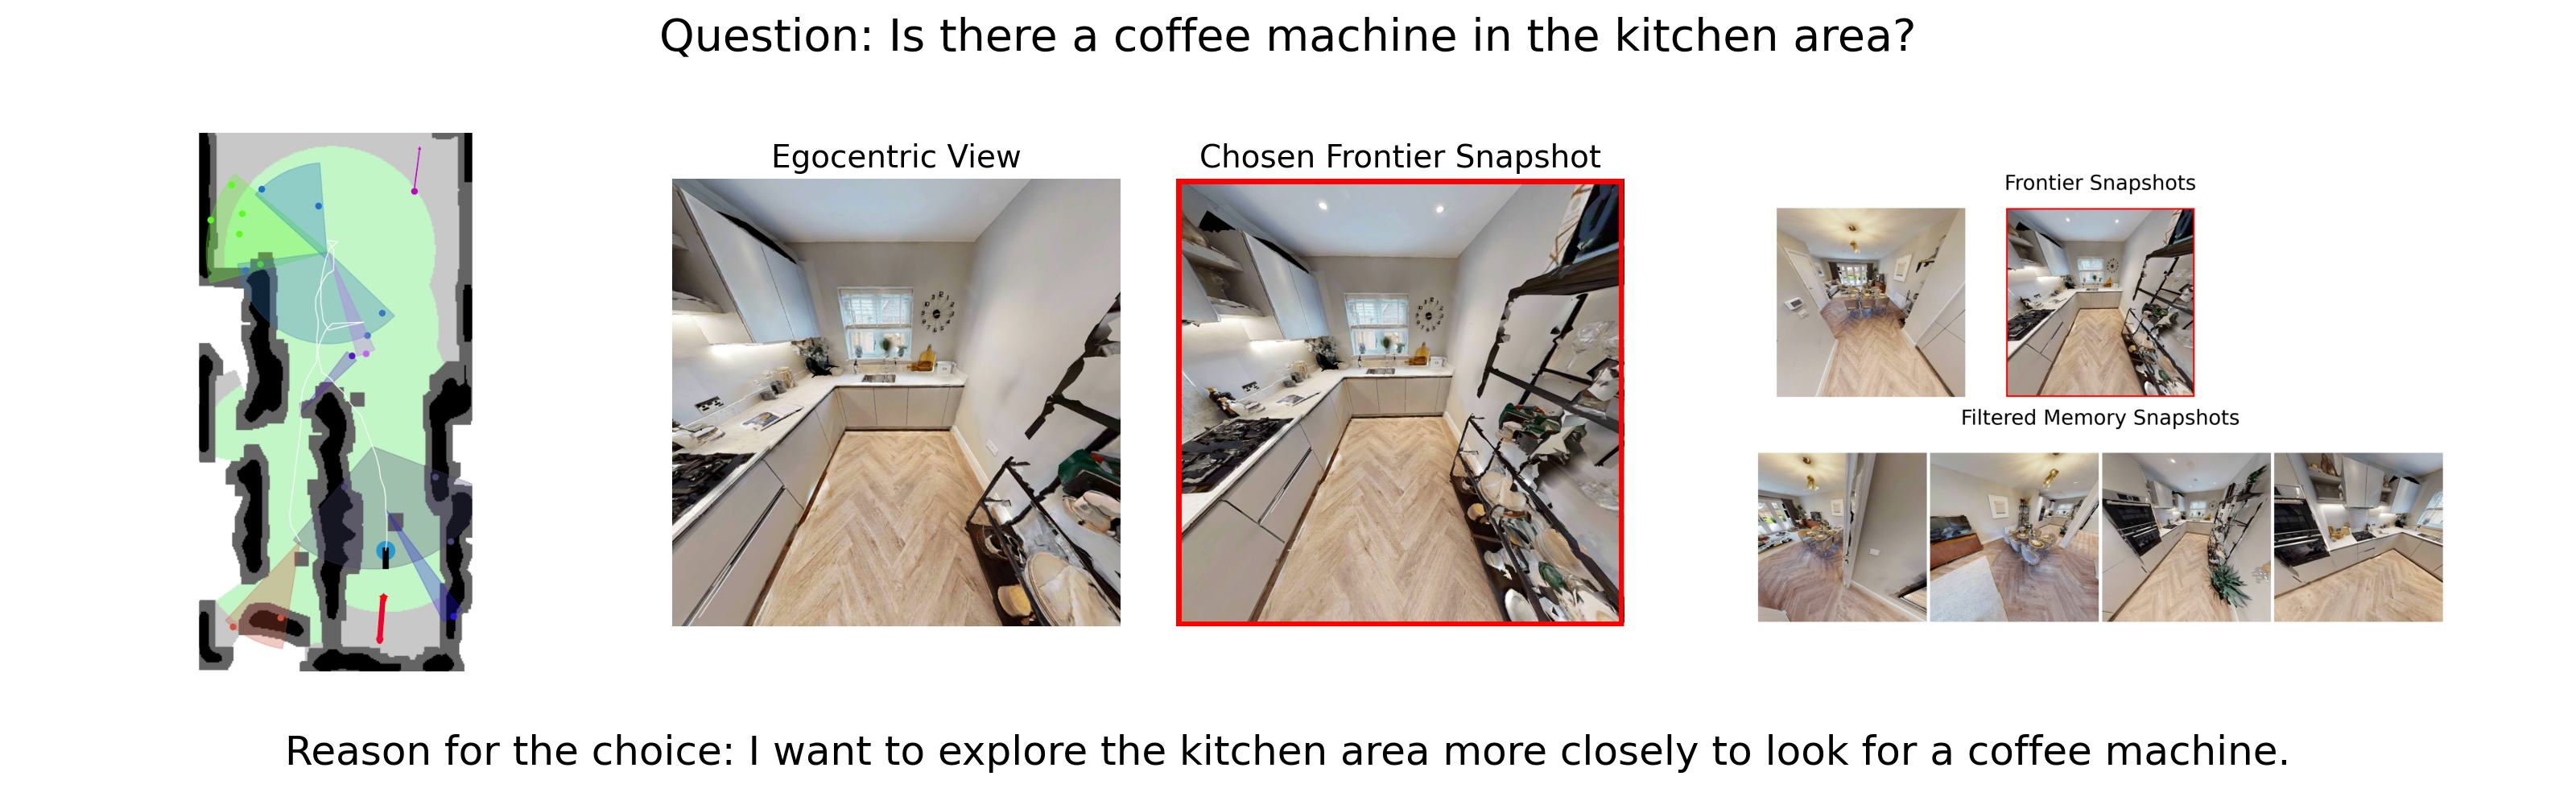 Question: Is there a coffee machine in the kitchen area?
Egocentric View
Chosen Frontier Snapshot
Frontier Snapshots
Filtered Memory Snapshots
Reason for the choice: I want to explore the kitchen area more closely to look for a coffee machine.